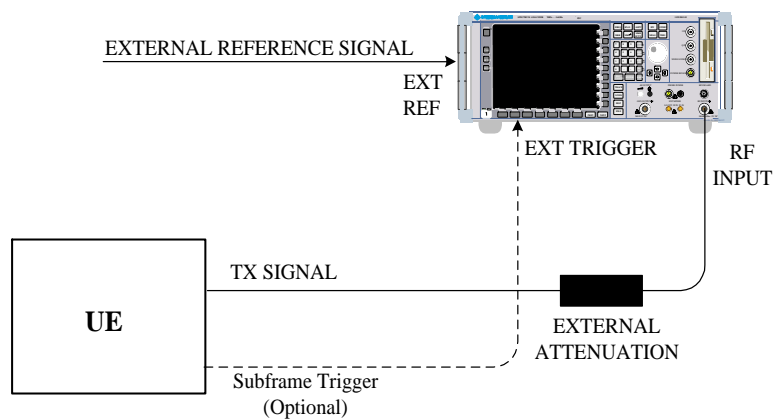 EXTERNAL REFERENCE SIGNAL
EXT
REF
EXT TRIGGER
RF
INPUT
TX SIGNAL
UE
EXTERNAL
ATTENUATION
Subframe Trigger
(Optional)